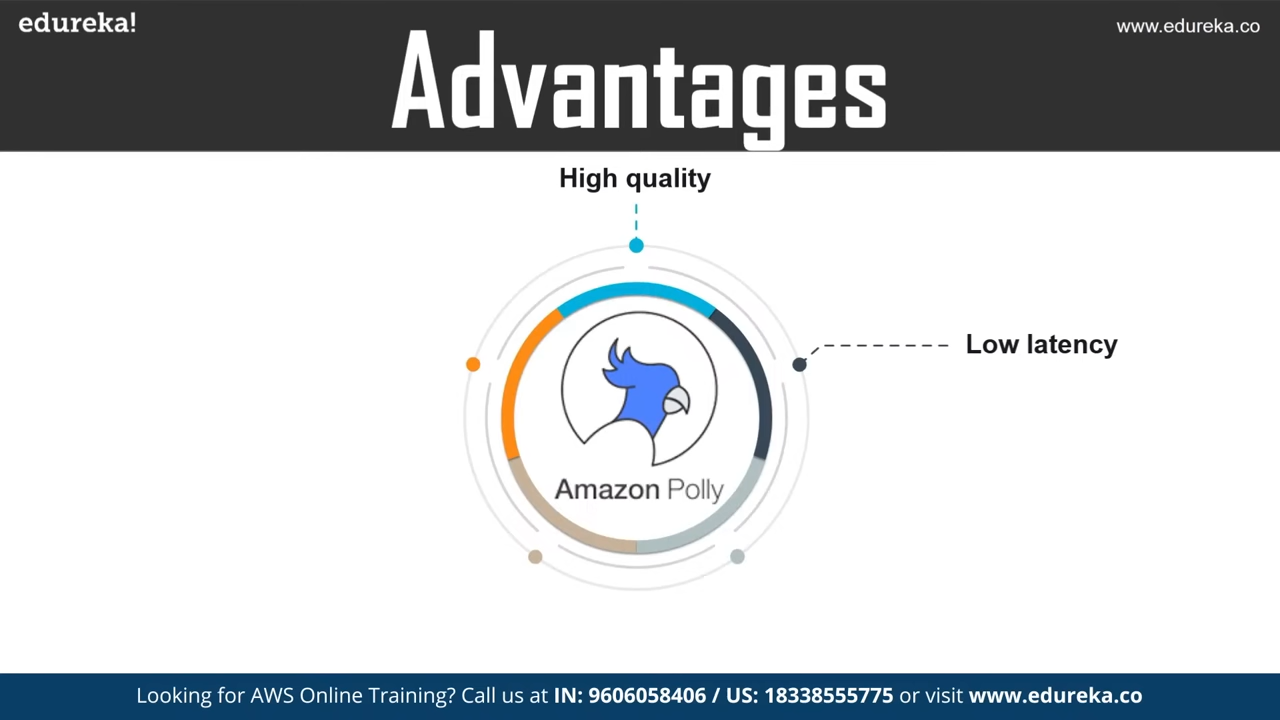 edureka!
www.edureka.co
Advantages
High quality
Low latency
Amazon Polly
Looking for AWS Online Training? Call us at IN: 9606058406 / US: 18338555775 or visit www.edureka.co